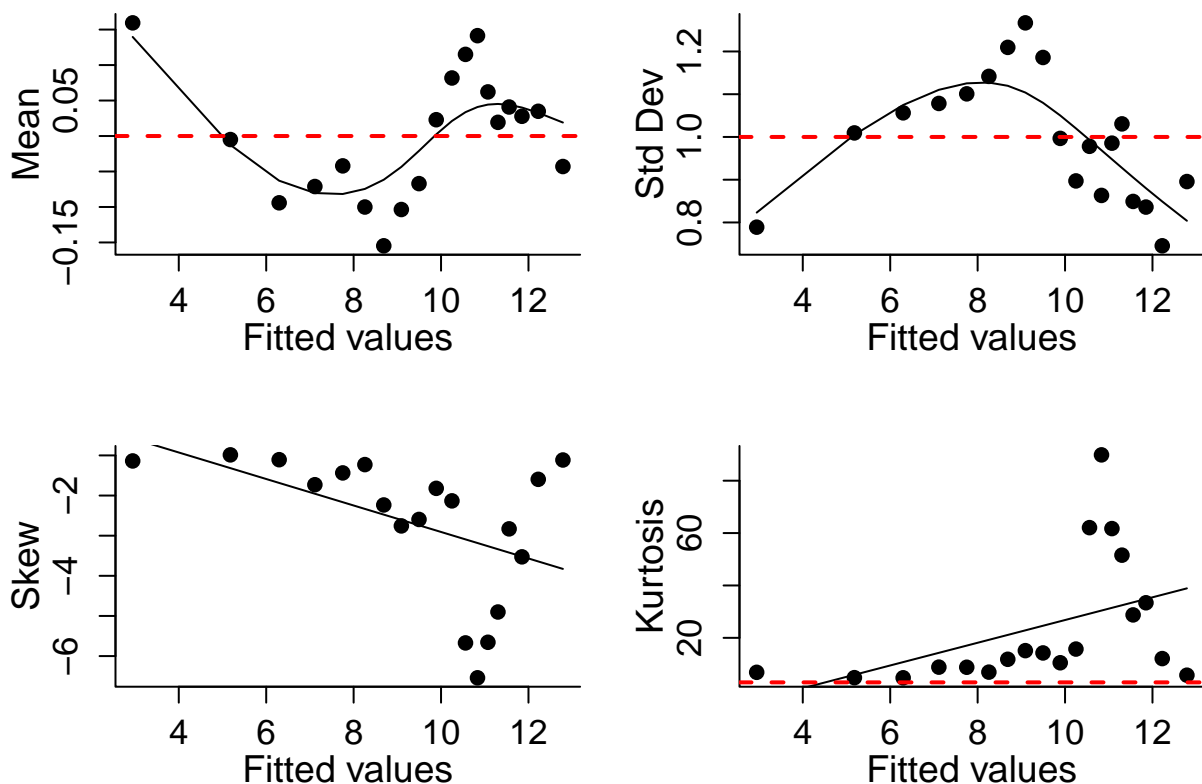 Mean
−0.15
0.05
4 6 8 10 12
Fitted values
Std Dev
0.8
1.0
1.2
4 6 8 10 12
Fitted values
Skew
−6
−4
−2
4 6 8 10 12
Fitted values
Kurtosis
20
60
4 6 8 10 12
Fitted values